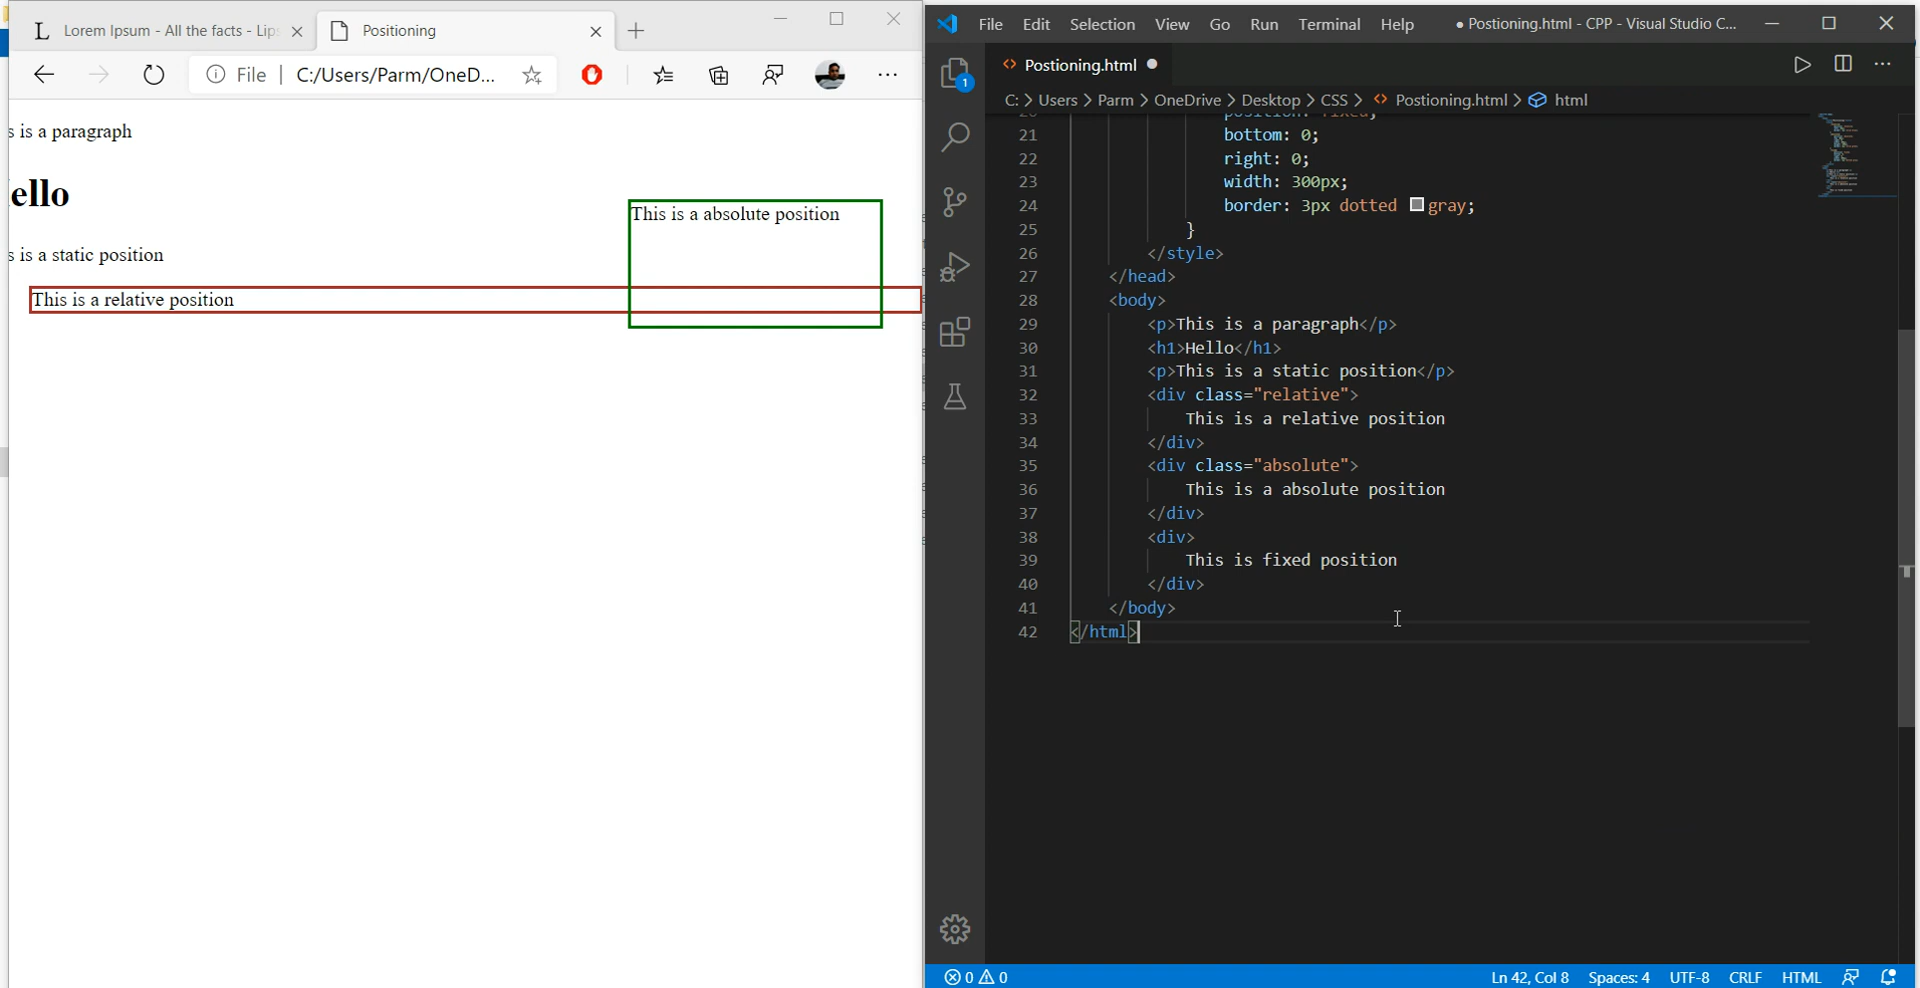 Lorem Ipsum - All the facts - Lips
Positioning
File | C:/Users/Parm/OneD...
s is a paragraph
ello
s is a static position
This is a absolute position
This is a relative position
File Edit Selection View Go Run Terminal Help
● Postioning.html - CPP - Visual Studio C...
1
<> Postioning.html ●
C: > Users > Parm > OneDrive > Desktop > CSS > <> Postioning.html > html
20 position: fixed;
21 bottom: 0;
22 right: 0;
23 width: 300px;
24 border: 3px dotted gray;
25 }
26 </style>
27 </head>
28 <body>
29 <p>This is a paragraph</p>
30 <h1>Hello</h1>
31 <p>This is a static position</p>
32 <div class="relative">
33 This is a relative position
34 </div>
35 <div class="absolute">
36 This is a absolute position
37 </div>
38 <div>
39 This is fixed position
40 </div>
41 </body>
42 </html>
0 0
Ln 42, Col 8 Spaces: 4 UTF-8 CRLF HTML